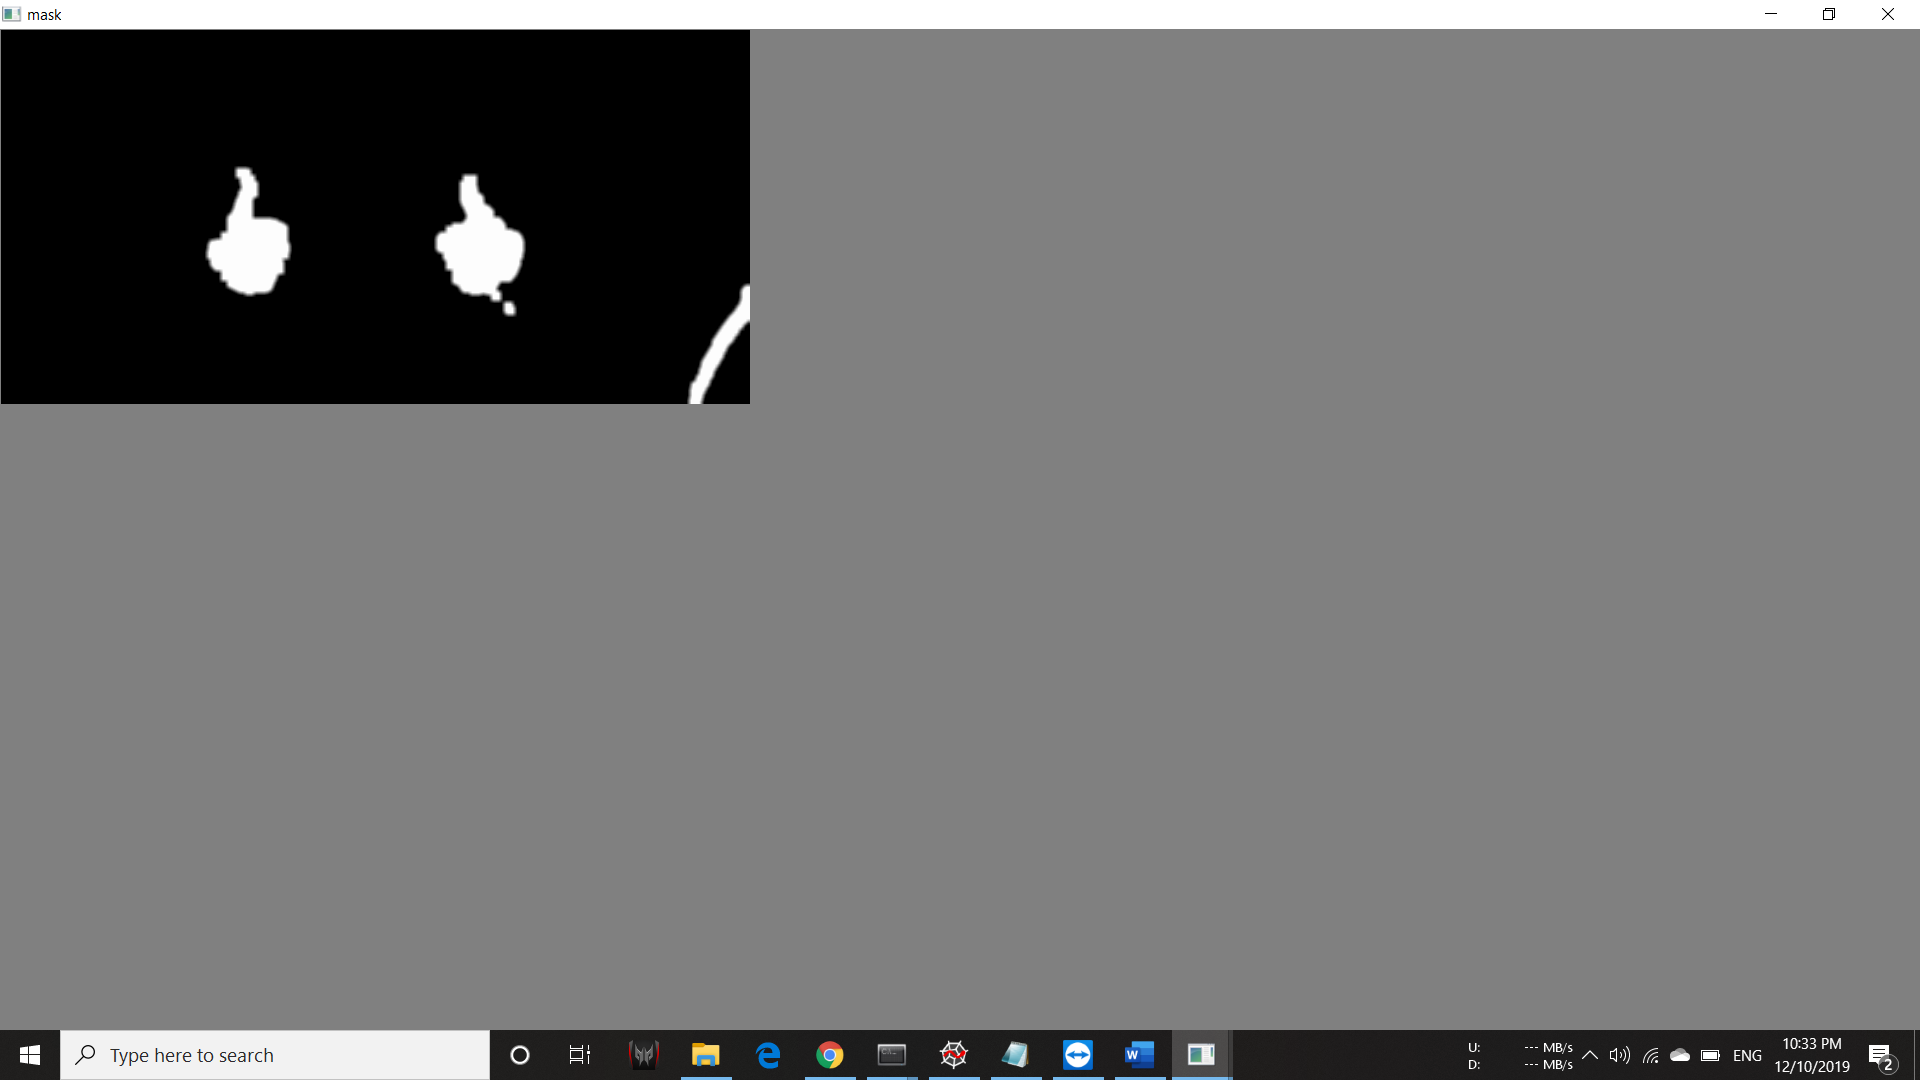 mask
Type here to search
U: --- MB/s
D: --- MB/s
ENG
10:33 PM
12/10/2019
2